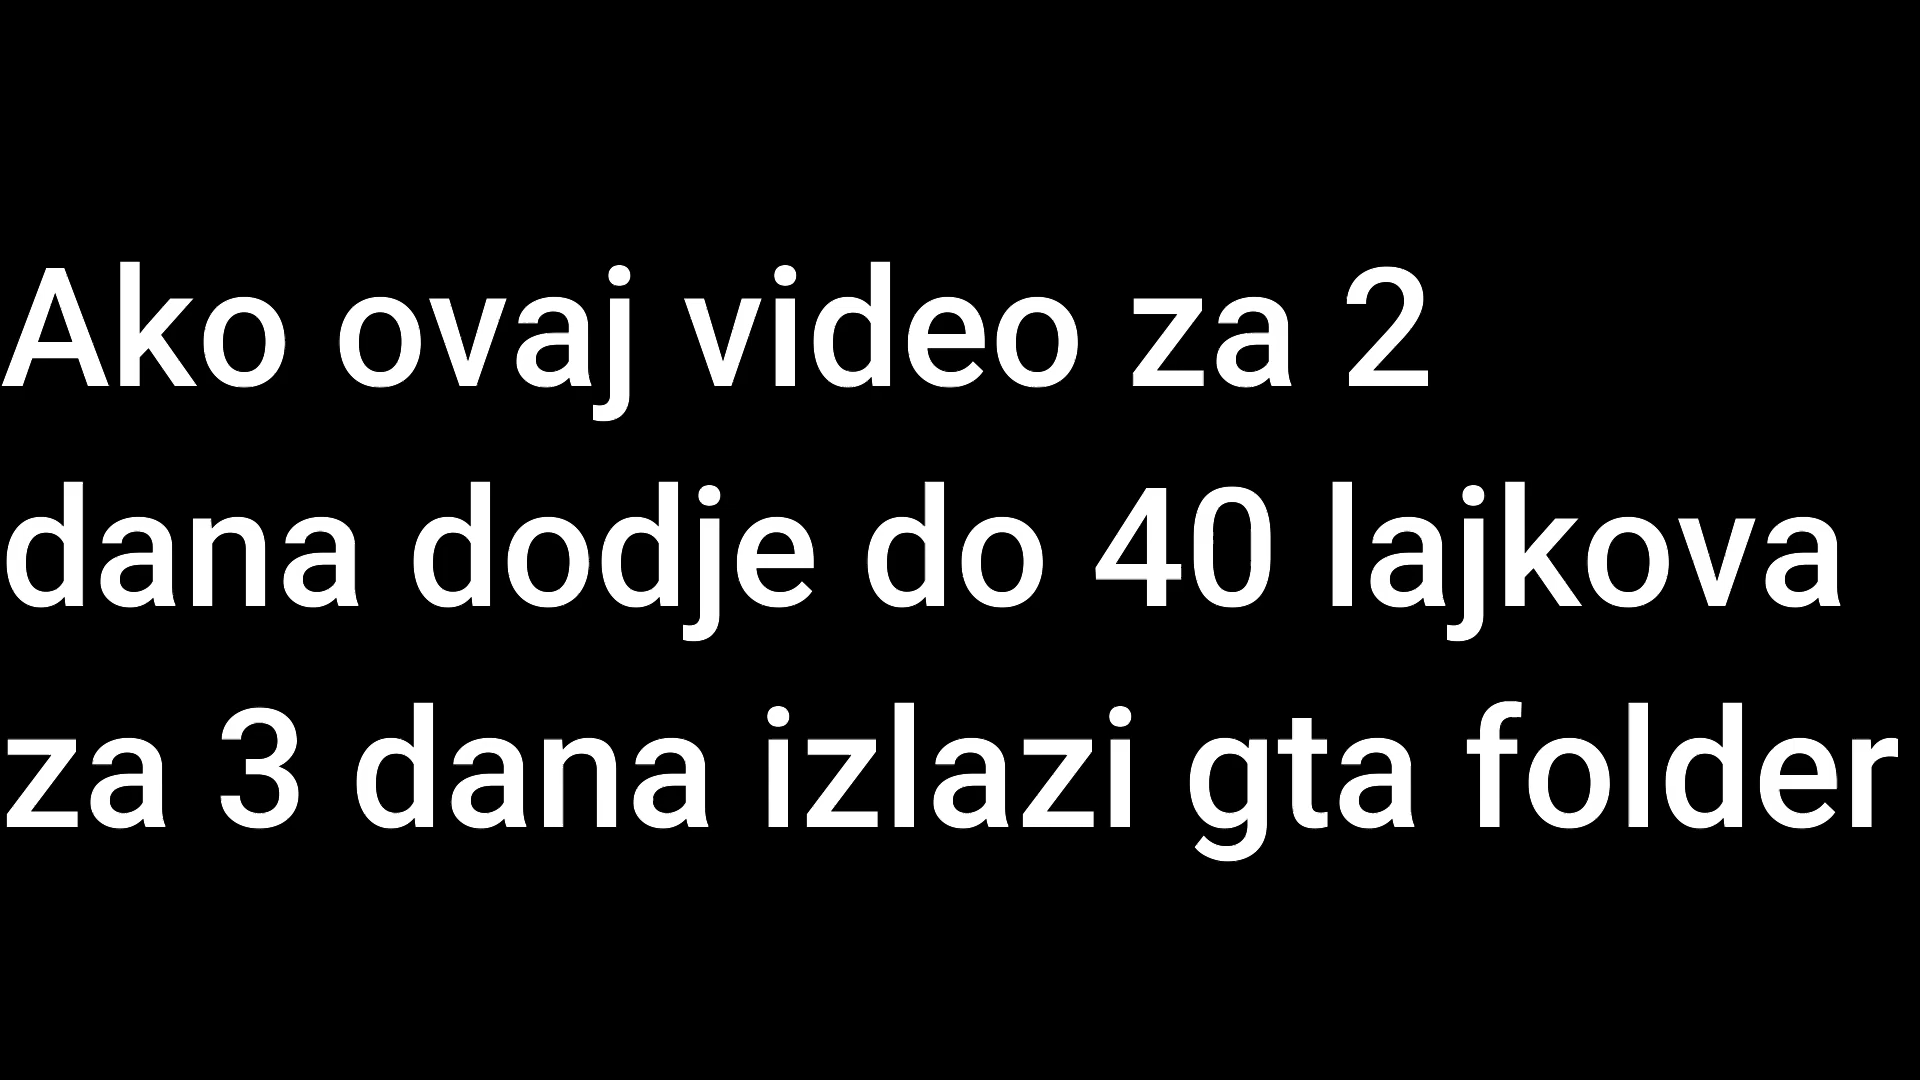 Ako ovaj video za 2
dana dodje do 40 lajkova
za 3 dana izlazi gta folder